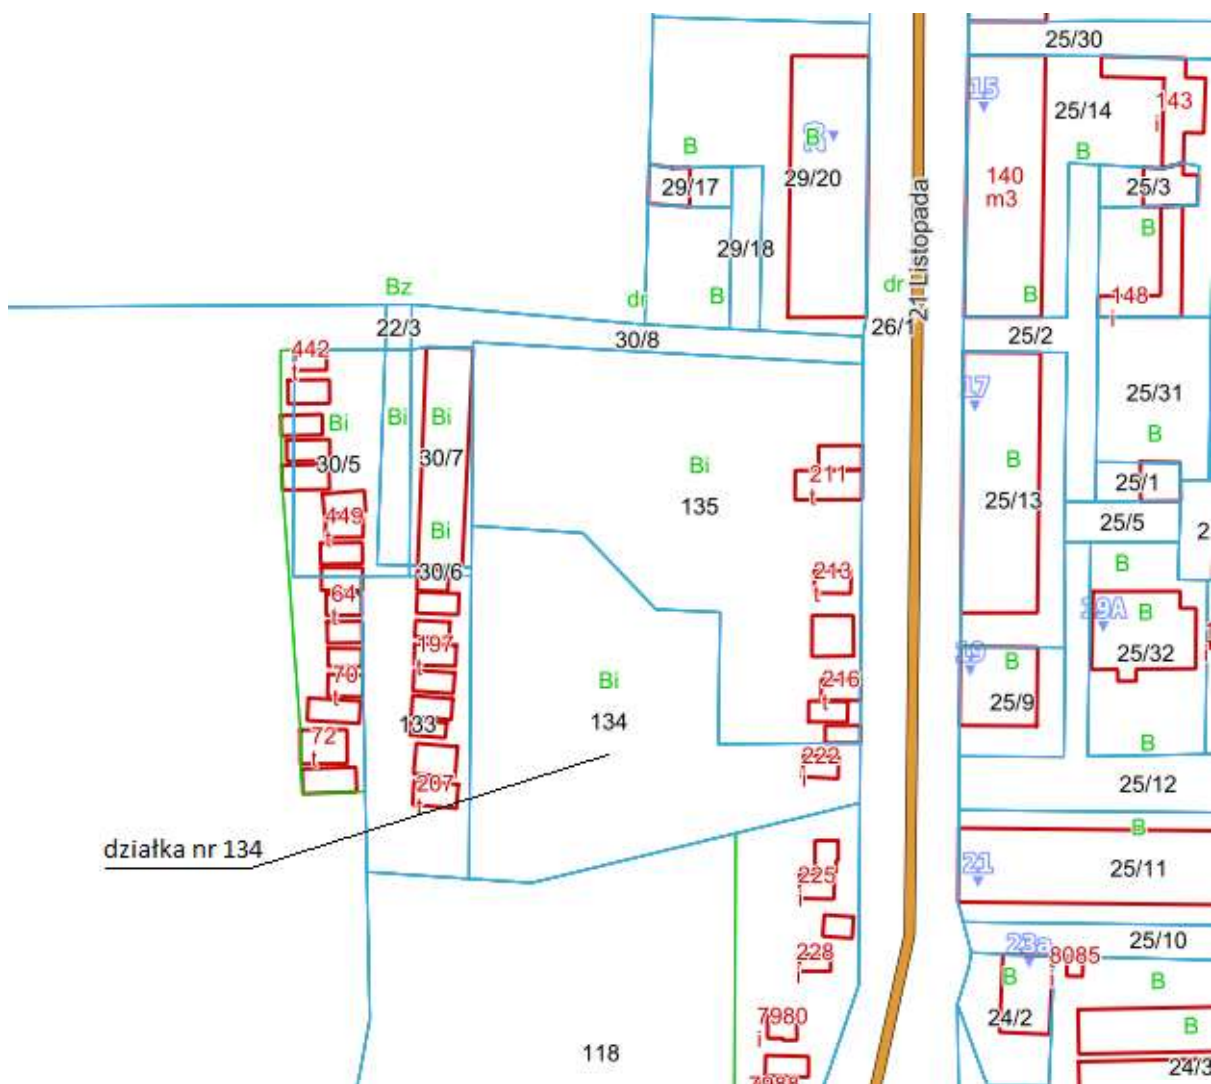 25/30
15
143
i
25/14
B
B
B
29/17
29/20
140
m3
25/3
29/18
B
21 Listopada
Bz
dr
B
dr
B
148
i
22/3
30/8
26/1
25/2
442
t
17
25/31
Bi
Bi
Bi
B
30/5
30/7
Bi
211
t
B
25/1
135
25/13
449
t
Bi
25/5
2
30/6
213
t
B
64
t
19A
B
197
t
19
B
25/32
70
t
Bi
216
t
25/9
72
t
133
134
B
222
i
207
t
25/12
działka nr 134
B
21
25/11
225
i
228
i
23a
25/10
8085
i
B
B
7980
i
24/2
B
118
7988
24/3